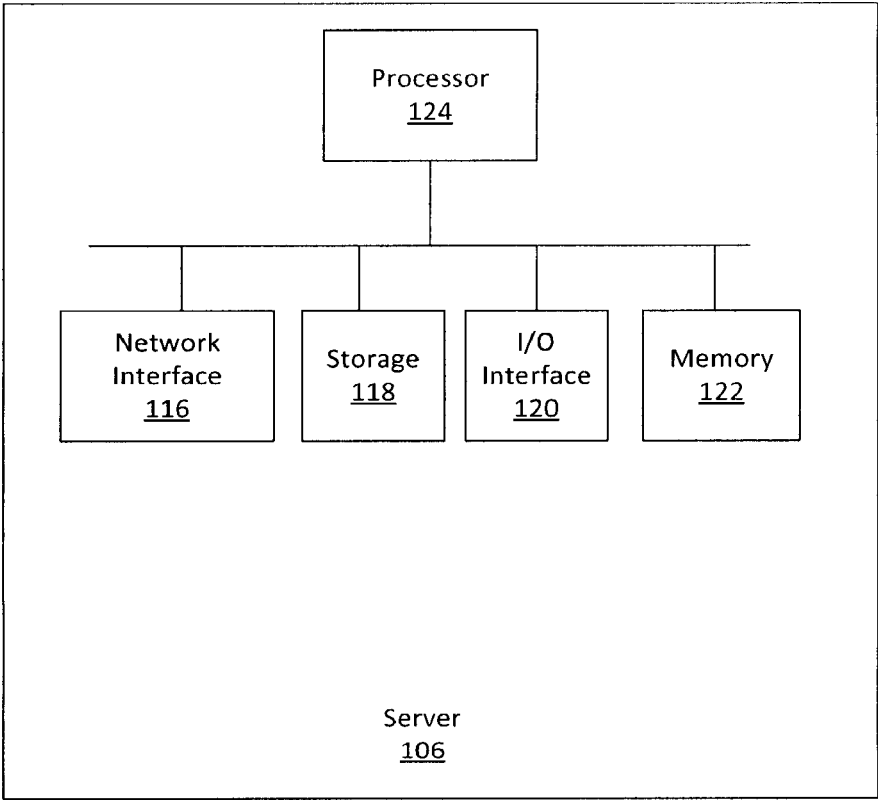 Processor
124
Network
Interface
116
Storage
118
I/O
Interface
120
Memory
122
Server
106